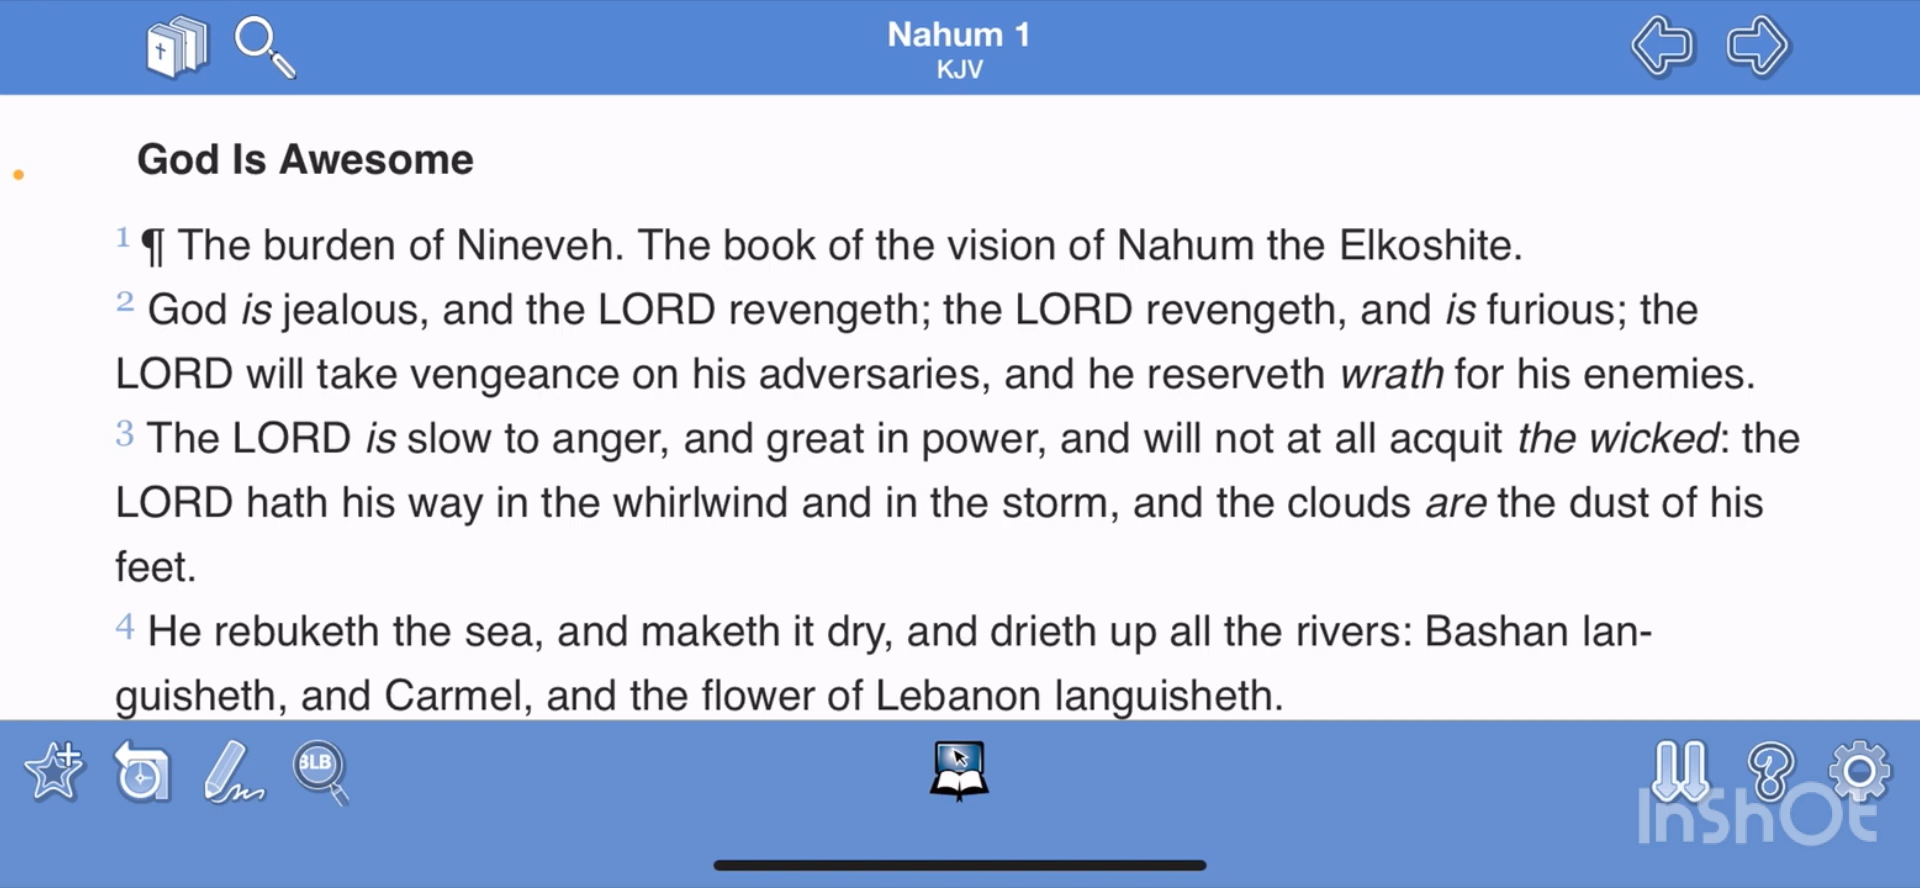 Nahum 1
KJV
God Is Awesome
1 ¶ The burden of Nineveh. The book of the vision of Nahum the Elkoshite.
2 God is jealous, and the LORD revengeth; the LORD revengeth, and is furious; the
LORD will take vengeance on his adversaries, and he reserveth wrath for his enemies.
3 The LORD is slow to anger, and great in power, and will not at all acquit the wicked: the
LORD hath his way in the whirlwind and in the storm, and the clouds are the dust of his
feet.
4 He rebuketh the sea, and maketh it dry, and drieth up all the rivers: Bashan lan-
guisheth, and Carmel, and the flower of Lebanon languisheth.
BLB
InShOt